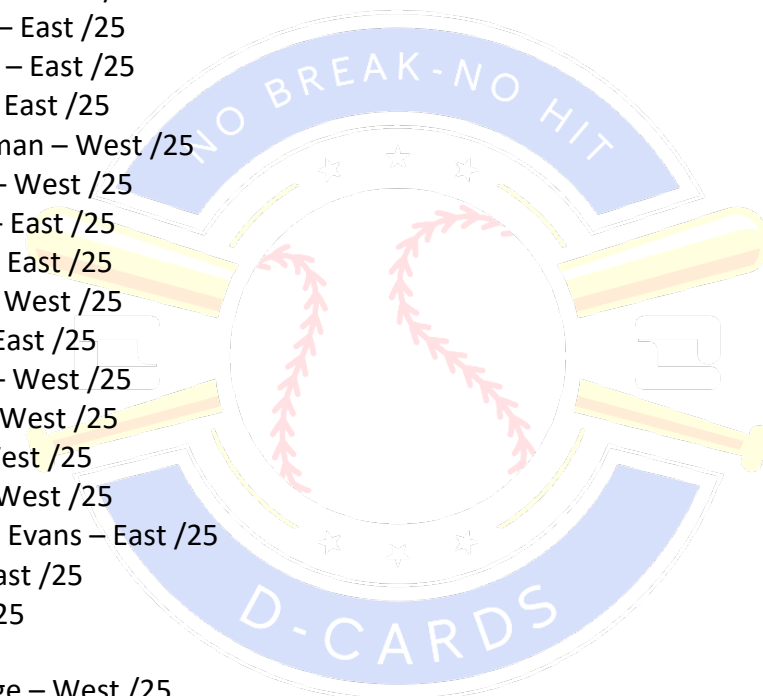 – East /25
– East /25
East /25
man – West /25
– West /25
– East /25
East /25
West /25
East /25
– West /25
West /25
West /25
West /25
Evans – East /25
East /25
25
ge – West /25
NO BREAK-NO HIT
D-CARDS